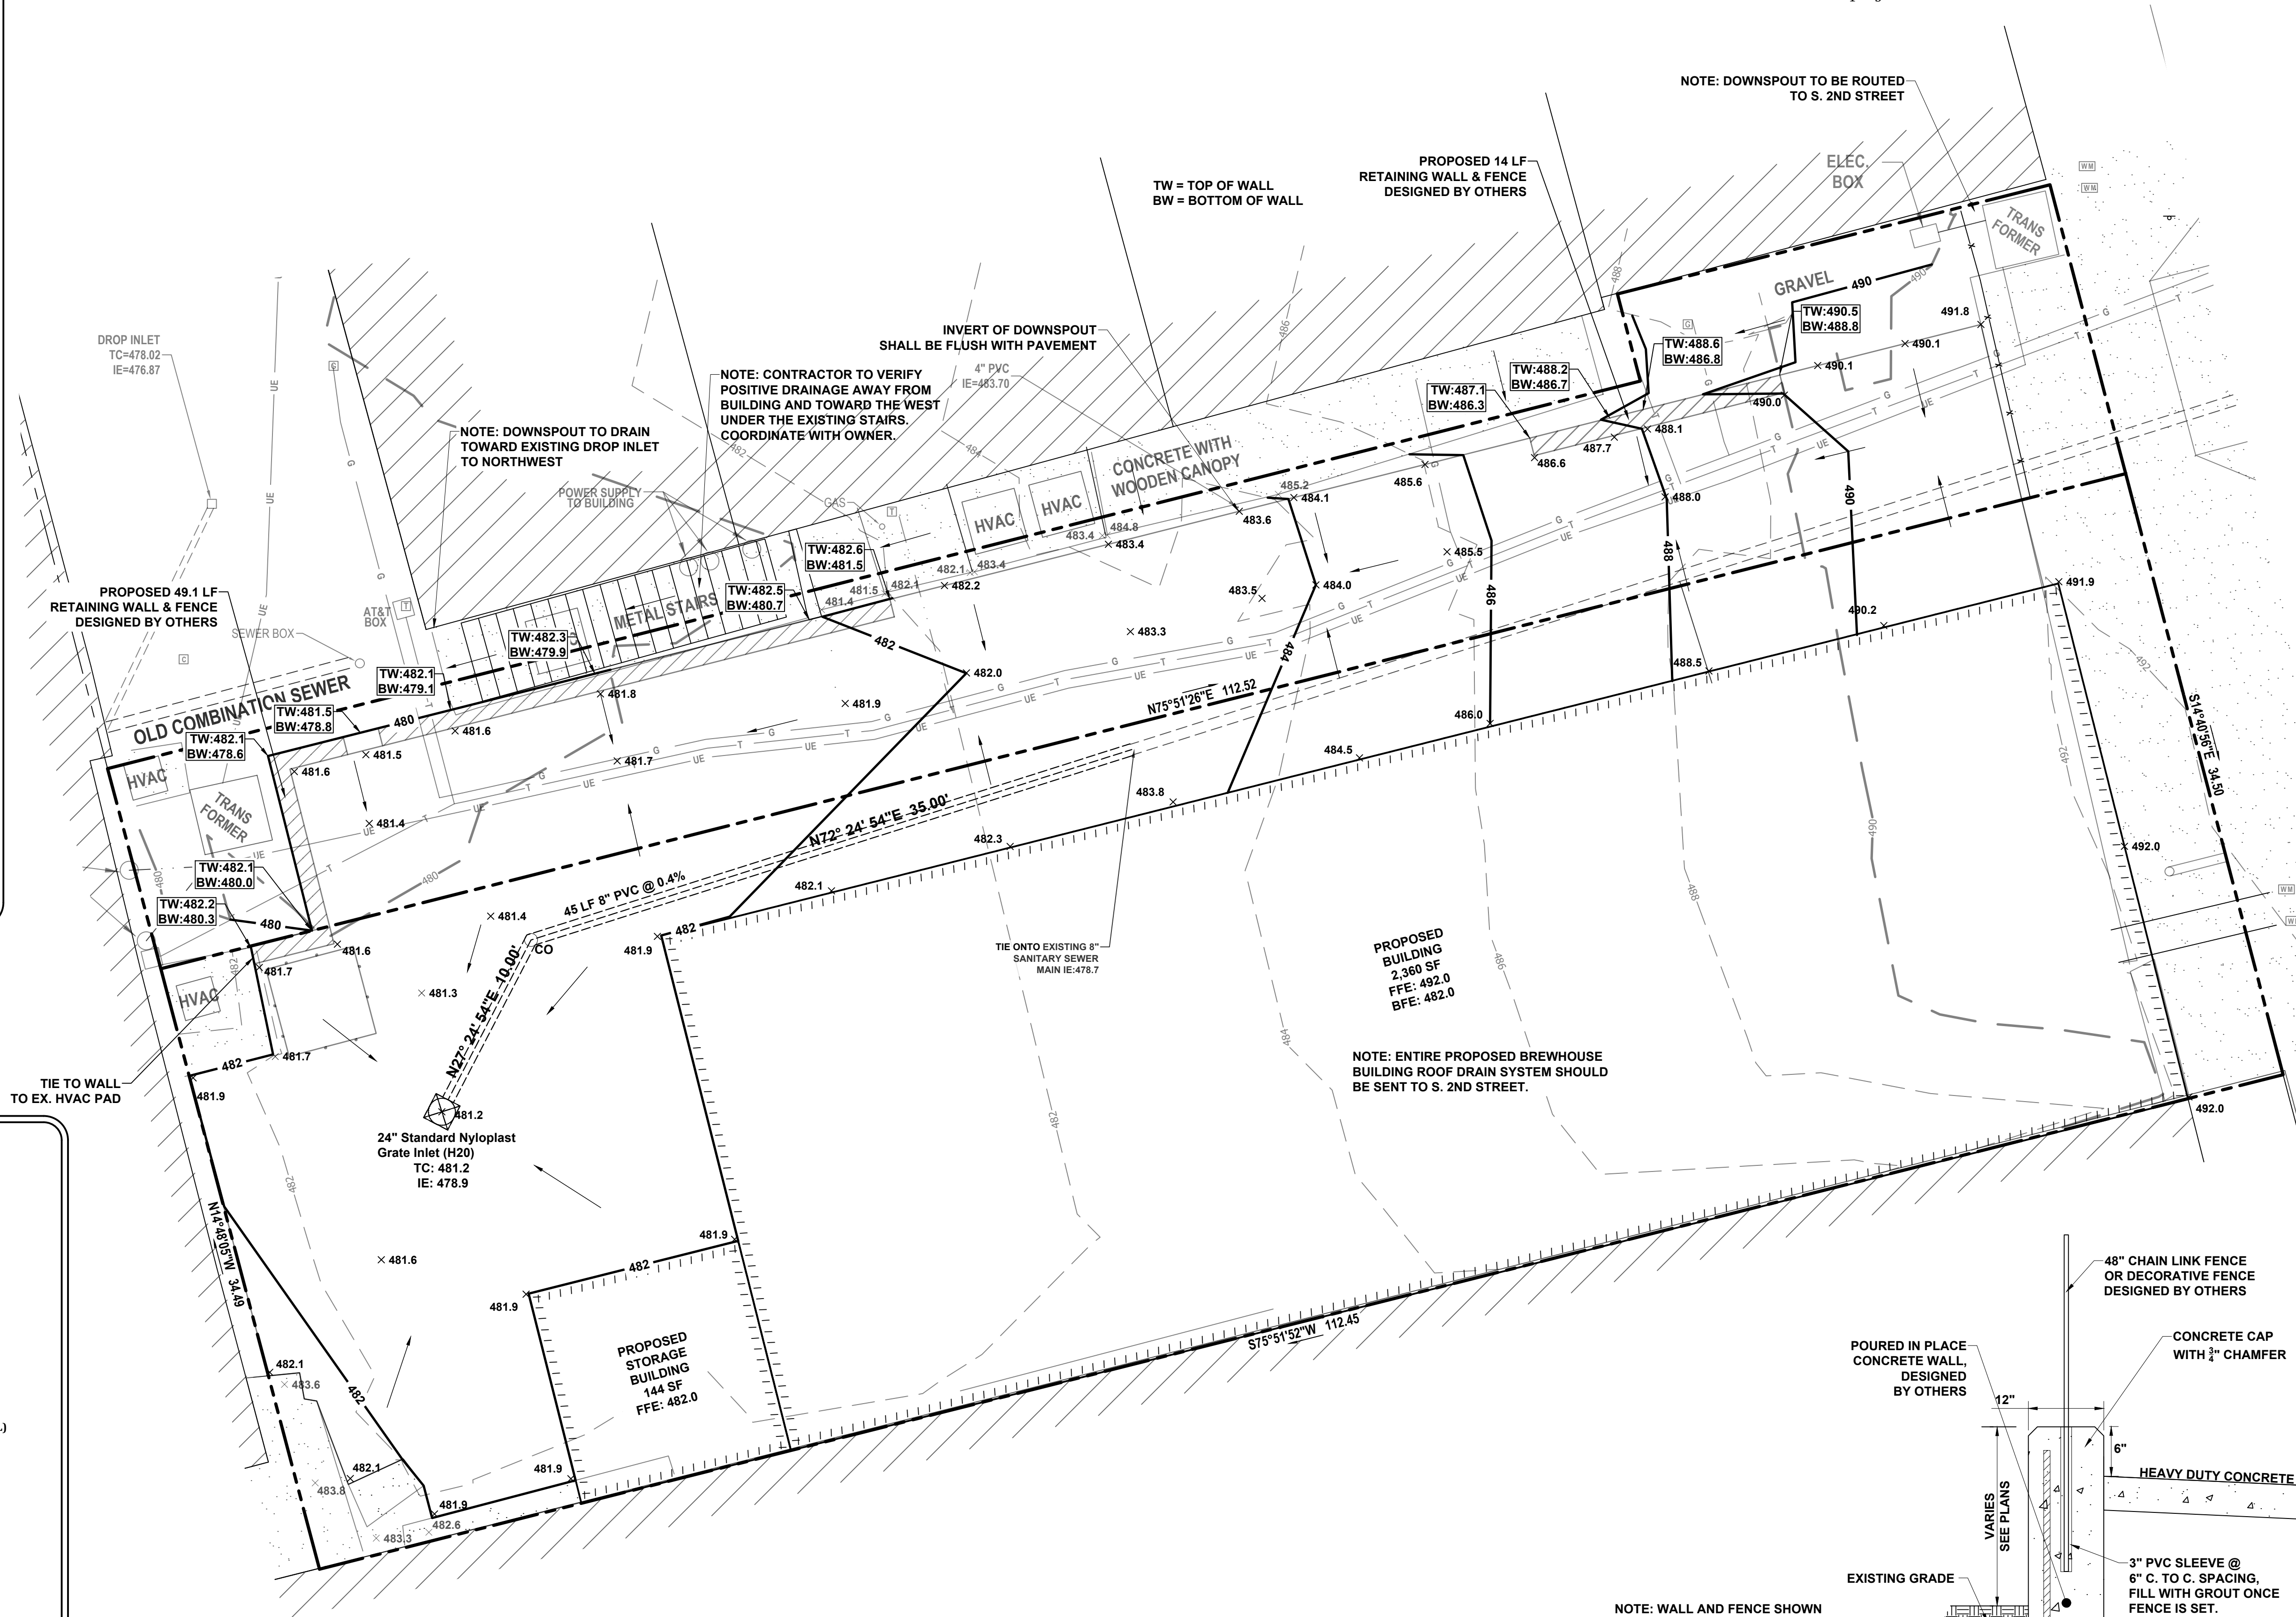 NOTE: DOWNSPOUT TO BE ROUTED
TO S. 2ND STREET
PROPOSED 14 LF
RETAINING WALL & FENCE
DESIGNED BY OTHERS
ELEC.
BOX
WM
WM
TW = TOP OF WALL
BW = BOTTOM OF WALL
TRANS
FORMER
GRAVEL
490
490
488
491.8
TW:490.5
BW:488.8
TW:488.6
BW:486.8
490.1
490.1
490.0
TW:488.2
BW:486.7
TW:487.1
BW:486.3
488.1
487.7
486.6
488.0
485.6
485.5
DROP INLET
TC=478.02
IE=476.87
INVERT OF DOWNSPOUT
SHALL BE FLUSH WITH PAVEMENT
4" PVC
IE=483.70
486
NOTE: CONTRACTOR TO VERIFY
POSITIVE DRAINAGE AWAY FROM
BUILDING AND TOWARD THE WEST
UNDER THE EXISTING STAIRS.
COORDINATE WITH OWNER.
NOTE: DOWNSPOUT TO DRAIN
TOWARD EXISTING DROP INLET
TO NORTHWEST
482
484
CONCRETE WITH
WOODEN CANOPY
POWER SUPPLY
TO BUILDING
GAS
HVAC
HVAC
485.2
484.1
483.6
484.8
483.4
483.4
483.4
482.1
482.2
482.1
481.5
481.4
TW:482.6
BW:481.5
TW:482.5
BW:480.7
METAL STAIRS
TW:482.3
BW:479.9
TW:482.1
BW:479.1
PROPOSED 49.1 LF
RETAINING WALL & FENCE
DESIGNED BY OTHERS
SEWER BOX
AT&T
BOX
OLD COMBINATION SEWER
TW:481.5
BW:478.8
TW:482.1
BW:478.6
480
481.8
481.6
481.5
481.6
481.7
481.9
482
482.0
483.3
483.5
484.0
484
486
488
490
490.2
491.9
488.5
486.0
484.5
483.8
482.3
482.1
481.9
482
N75°51'26"E 112.52
S14°40'56"E 34.50
492
492
492.0
HVAC
TRANS
FORMER
481.4
480
480
TW:482.1
BW:480.0
TW:482.2
BW:480.3
480
482
481.6
481.7
HVAC
481.4
481.3
45 LF 8" PVC @ 0.4%
N72° 24' 54"E 35.00'
CO
N27° 24' 54"E 10.00'
TIE ONTO EXISTING 8"
SANITARY SEWER
MAIN IE:478.7
PROPOSED
BUILDING
2,360 SF
FFE: 492.0
BFE: 482.0
NOTE: ENTIRE PROPOSED BREWHOUSE
BUILDING ROOF DRAIN SYSTEM SHOULD
BE SENT TO S. 2ND STREET.
490
488
486
484
482
492.0
TIE TO WALL
TO EX. HVAC PAD
482
481.7
481.9
481.2
24" Standard Nyloplast
Grate Inlet (H20)
TC: 481.2
IE: 478.9
482
N14°48'05"W 34.49
481.6
481.9
482
481.9
PROPOSED
STORAGE
BUILDING
144 SF
FFE: 482.0
S75°51'52"W 112.45
482.1
483.6
482
482.1
483.8
481.9
481.9
482.6
483.3
48" CHAIN LINK FENCE
OR DECORATIVE FENCE
DESIGNED BY OTHERS
POURED IN PLACE
CONCRETE WALL,
DESIGNED
BY OTHERS
CONCRETE CAP
WITH ¾" CHAMFER
12"
6"
HEAVY DUTY CONCRETE
VARIES
SEE PLANS
EXISTING GRADE
3" PVC SLEEVE @
6" C. TO C. SPACING,
FILL WITH GROUT ONCE
FENCE IS SET.
NOTE: WALL AND FENCE SHOWN